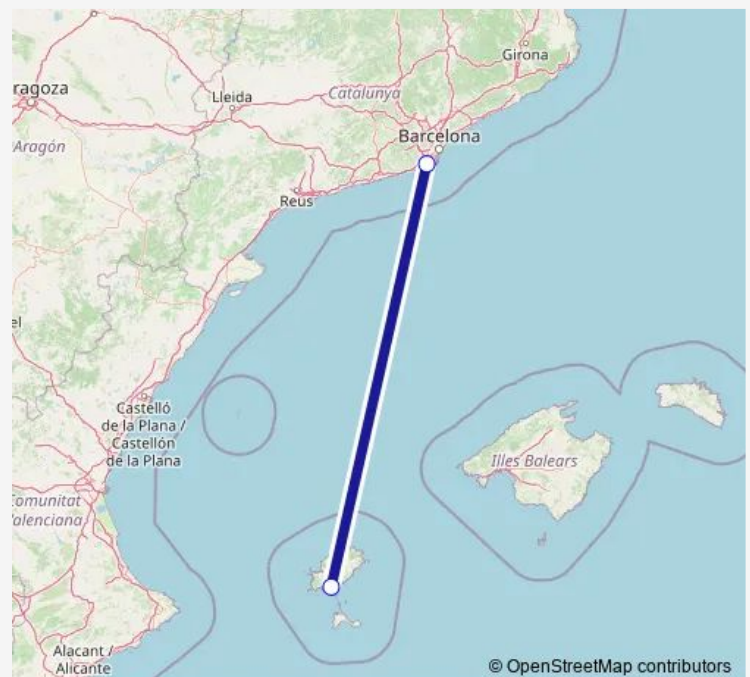 Girona
ragoza
Lleida
Catalunya
Barcelona
Aragón
Reus
el
Castelló
de la Plana /
Castellón
de la Plana
Illes Balears
Comunitat
Valenciana
Alacant /
Alicante
© OpenStreetMap contributors